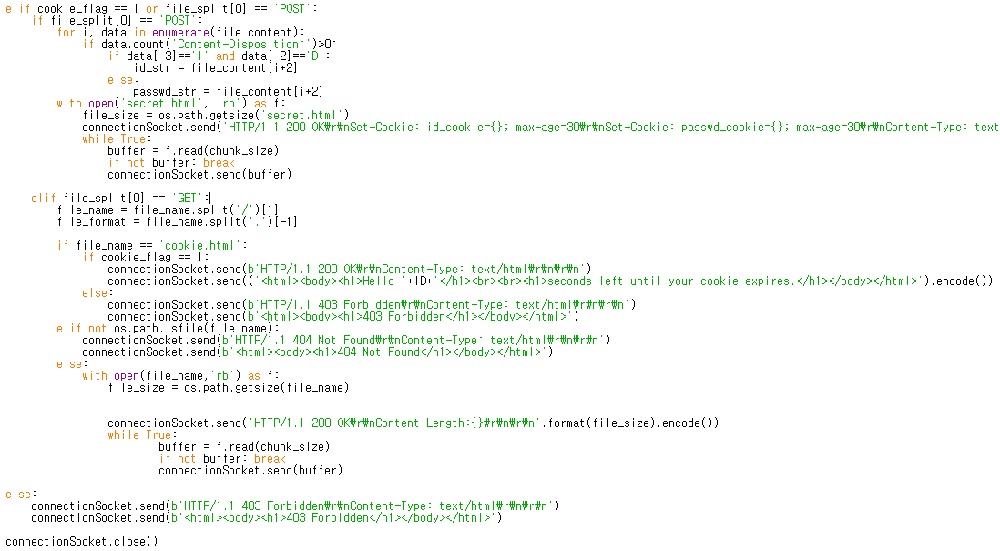 elif cookie_flag == 1 or file_split[0] == 'POST':
    if file_split[0] == 'POST':
        for i, data in enumerate(file_content):
            if data.count('Content-Disposition:')>0:
                if data[-3]=='I' and data[-2]=='D':
                    id_str = file_content[i+2]
                else:
                    passwd_str = file_content[i+2]
        with open('secret.html', 'rb') as f:
            file_size = os.path.getsize('secret.html')
            connectionSocket.send('HTTP/1.1 200 OK₩r₩nSet-Cookie: id_cookie={}; max-age=30₩r₩nSet-Cookie: passwd_cookie={}; max-age=30₩r₩nContent-Type: text
            while True:
                buffer = f.read(chunk_size)
                if not buffer: break
                connectionSocket.send(buffer)
    elif file_split[0] == 'GET':
        file_name = file_name.split('/')[1]
        file_format = file_name.split('.')[-1]
        if file_name == 'cookie.html':
            if cookie_flag == 1:
                connectionSocket.send(b'HTTP/1.1 200 OK₩r₩nContent-Type: text/html₩r₩n₩r₩n')
                connectionSocket.send(('<html><body><h1>Hello '+ID+'</h1><br><br><h1>seconds left until your cookie expires.</h1></body></html>').encode())
            else:
                connectionSocket.send(b'HTTP/1.1 403 Forbidden₩r₩nContent-Type: text/html₩r₩n₩r₩n')
                connectionSocket.send(b'<html><body><h1>403 Forbidden</h1></body></html>')
        elif not os.path.isfile(file_name):
            connectionSocket.send(b'HTTP/1.1 404 Not Found₩r₩nContent-Type: text/html₩r₩n₩r₩n')
            connectionSocket.send(b'<html><body><h1>404 Not Found</h1></body></html>')
        else:
            with open(file_name,'rb') as f:
                file_size = os.path.getsize(file_name)
                connectionSocket.send('HTTP/1.1 200 OK₩r₩nContent-Length:{}₩r₩n₩r₩n'.format(file_size).encode())
                while True:
                        buffer = f.read(chunk_size)
                        if not buffer: break
                        connectionSocket.send(buffer)
else:
    connectionSocket.send(b'HTTP/1.1 403 Forbidden₩r₩nContent-Type: text/html₩r₩n₩r₩n')
    connectionSocket.send(b'<html><body><h1>403 Forbidden</h1></body></html>')
connectionSocket.close()